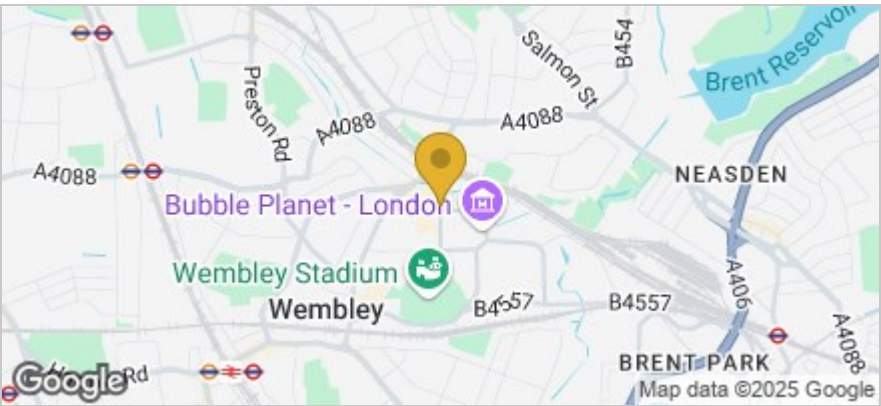 Salmon St
B454
Brent Reservoir
Preston Rd
A4088
A4088
A4088
NEASDEN
Bubble Planet - London
Wembley Stadium
A406
Wembley
B4557
B4557
A4088
BRENT PARK
Rd
Google
Map data ©2025 Google